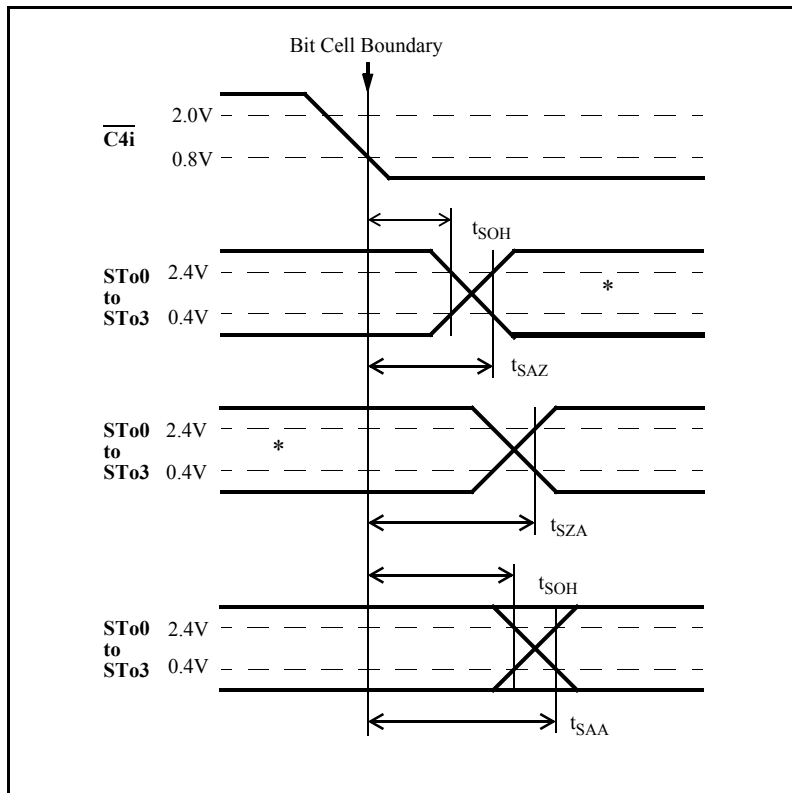 Bit Cell Boundary
2.0V
C4i
0.8V
tSOH
STo0 2.4V
to
STo3 0.4V
*
tSAZ
STo0 2.4V
to
STo3 0.4V
*
tSZA
tSOH
STo0 2.4V
to
STo3 0.4V
tSAA